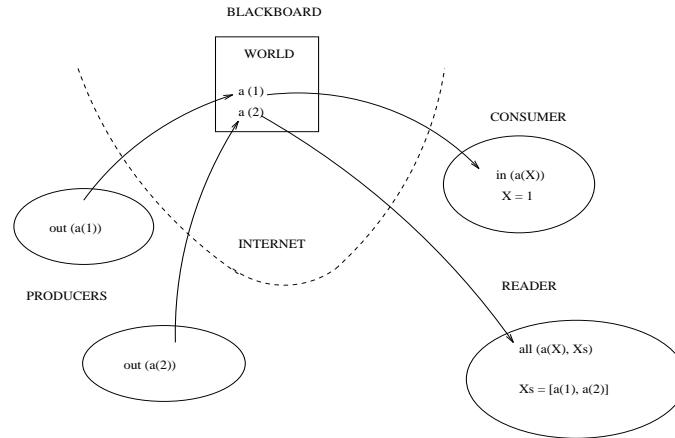 BLACKBOARD
WORLD
a (1)
a (2)
CONSUMER
in (a(X))
X = 1
out (a(1))
INTERNET
PRODUCERS
READER
out (a(2))
all (a(X), Xs)
Xs = [a(1), a(2)]